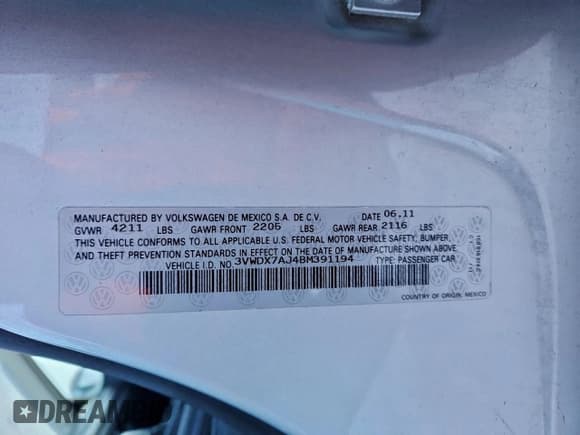 MANUFACTURED BY VOLKSWAGEN DE MEXICO S.A. DE C.V. DATE 06.11
GVWR 4211 LBS GAWR FRONT 2205 LBS GAWR REAR 2116 LBS
THIS VEHICLE CONFORMS TO ALL APPLICABLE U.S. FEDERAL MOTOR VEHICLE SAFETY, BUMPER,
AND THEFT PREVENTION STANDARDS IN EFFECT ON THE DATE OF MANUFACTURE SHOWN ABOVE.
VEHICLE I.D. NO. 3VWDX7AJ4BM391194 TYPE: PASSENGER CAR
COUNTRY OF ORIGIN: MEXICO